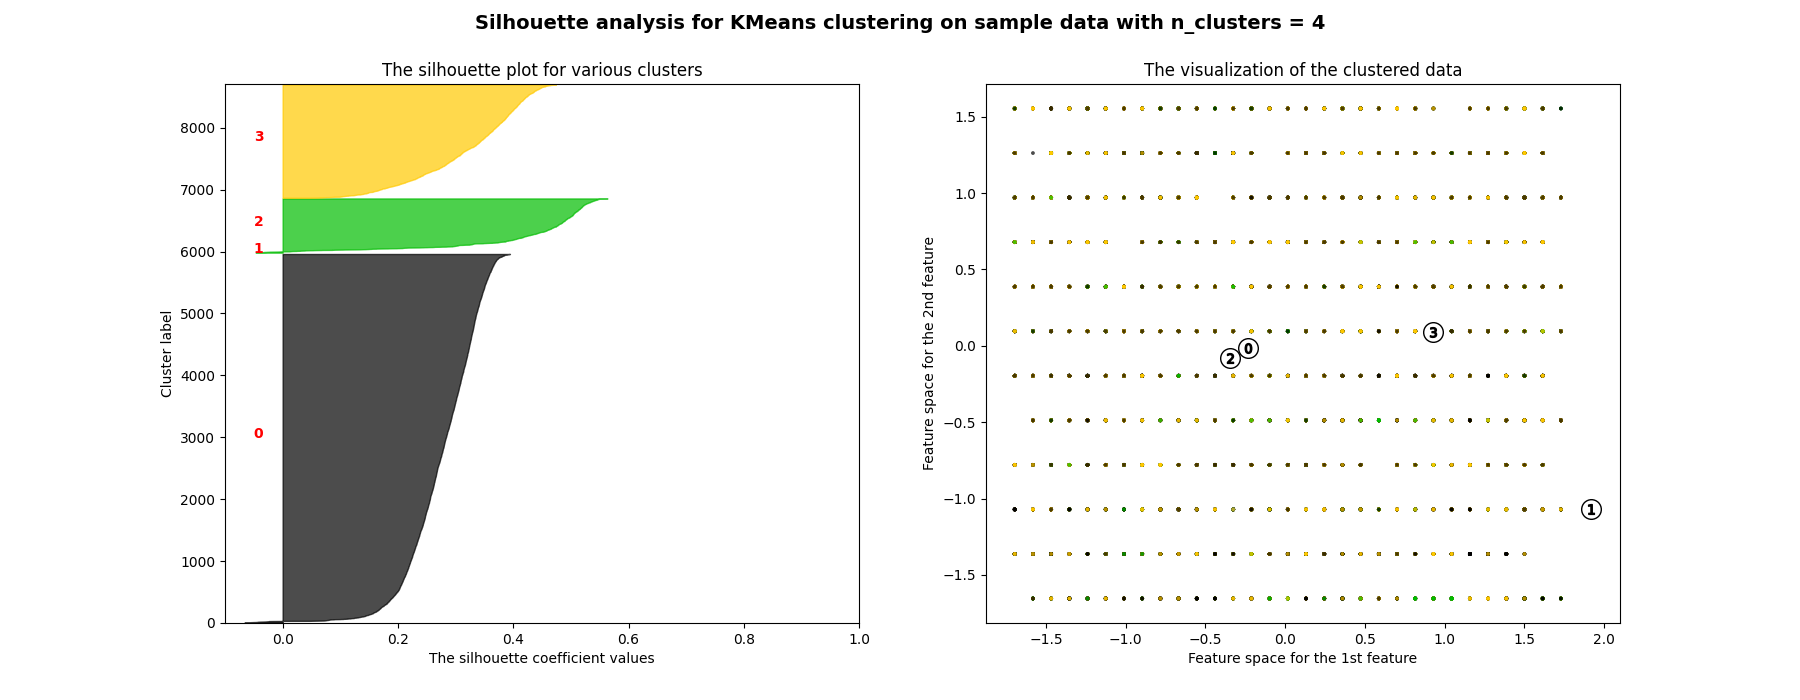 Silhouette analysis for KMeans clustering on sample data with n_clusters = 4
The silhouette plot for various clusters
Cluster label
8000
7000
6000
5000
4000
3000
2000
1000
0
3
2
1
0
0.0 0.2 0.4 0.6 0.8 1.0
The silhouette coefficient values
The visualization of the clustered data
Feature space for the 2nd feature
1.5
1.0
0.5
0.0
−0.5
−1.0
−1.5
3
0
2
1
−1.5 −1.0 −0.5 0.0 0.5 1.0 1.5 2.0
Feature space for the 1st feature